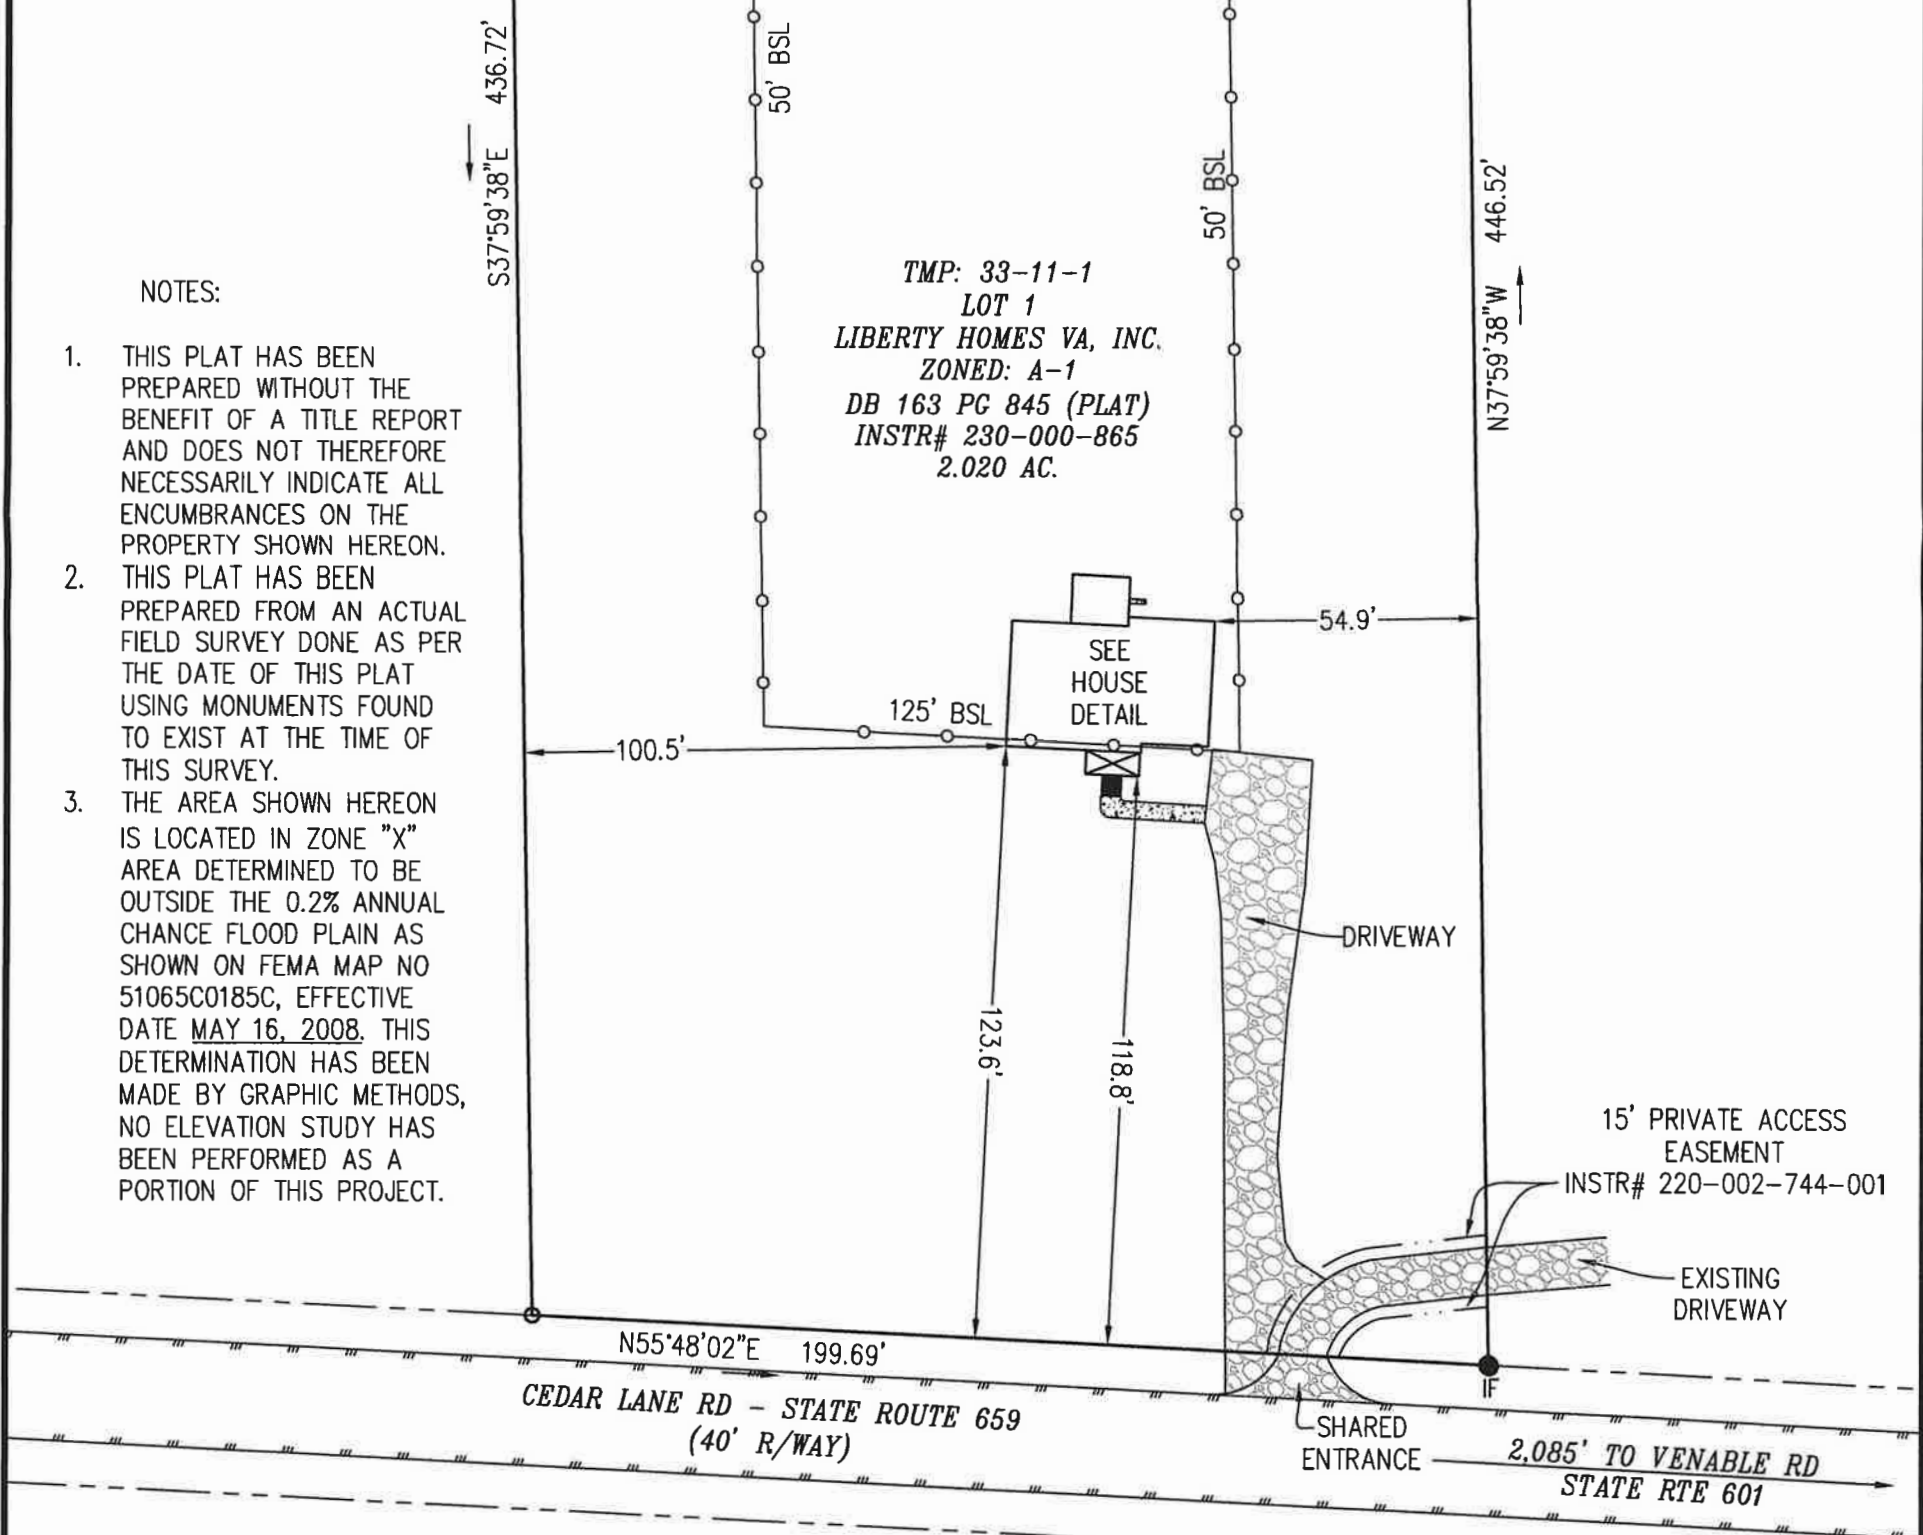 436.72'
S37°59'38"E
50' BSL
50' BSL
446.52'
N37°59'38"W
TMP: 33-11-1
LOT 1
LIBERTY HOMES VA, INC.
ZONED: A-1
DB 163 PG 845 (PLAT)
INSTR# 230-000-865
2.020 AC.
NOTES:
1. THIS PLAT HAS BEEN
PREPARED WITHOUT THE
BENEFIT OF A TITLE REPORT
AND DOES NOT THEREFORE
NECESSARILY INDICATE ALL
ENCUMBRANCES ON THE
PROPERTY SHOWN HEREON.
2. THIS PLAT HAS BEEN
PREPARED FROM AN ACTUAL
FIELD SURVEY DONE AS PER
THE DATE OF THIS PLAT
USING MONUMENTS FOUND
TO EXIST AT THE TIME OF
THIS SURVEY.
3. THE AREA SHOWN HEREON
IS LOCATED IN ZONE "X"
AREA DETERMINED TO BE
OUTSIDE THE 0.2% ANNUAL
CHANCE FLOOD PLAIN AS
SHOWN ON FEMA MAP NO
51065C0185C, EFFECTIVE
DATE MAY 16, 2008. THIS
DETERMINATION HAS BEEN
MADE BY GRAPHIC METHODS,
NO ELEVATION STUDY HAS
BEEN PERFORMED AS A
PORTION OF THIS PROJECT.
54.9'
SEE
HOUSE
DETAIL
125' BSL
100.5'
DRIVEWAY
123.6'
118.8'
15' PRIVATE ACCESS
EASEMENT
INSTR# 220-002-744-001
EXISTING
DRIVEWAY
N55°48'02"E 199.69'
IF
CEDAR LANE RD - STATE ROUTE 659
(40' R/WAY)
SHARED
ENTRANCE
2,085' TO VENABLE RD
STATE RTE 601